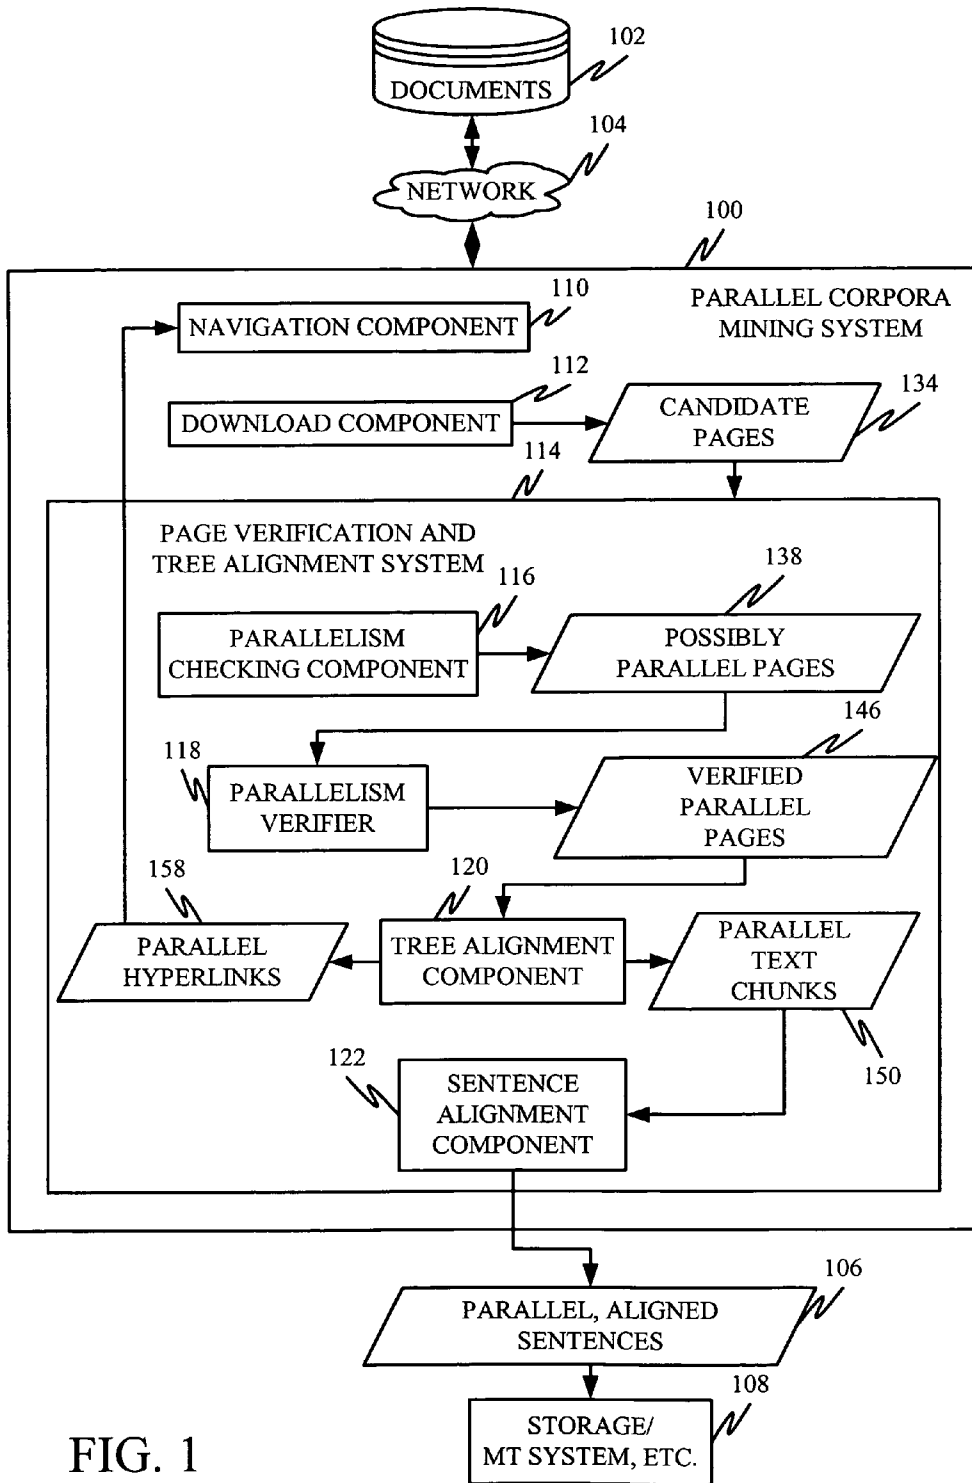 DOCUMENTS
102
104
NETWORK
100
PARALLEL CORPORA
MINING SYSTEM
110
NAVIGATION COMPONENT
112
DOWNLOAD COMPONENT
CANDIDATE
PAGES
134
114
PAGE VERIFICATION AND
TREE ALIGNMENT SYSTEM
116
138
PARALLELISM
CHECKING COMPONENT
POSSIBLY
PARALLEL PAGES
118
146
PARALLELISM
VERIFIER
VERIFIED
PARALLEL
PAGES
158
120
PARALLEL
HYPERLINKS
TREE ALIGNMENT
COMPONENT
PARALLEL
TEXT
CHUNKS
150
122
SENTENCE
ALIGNMENT
COMPONENT
106
PARALLEL, ALIGNED
SENTENCES
108
STORAGE/
MT SYSTEM, ETC.
FIG. 1